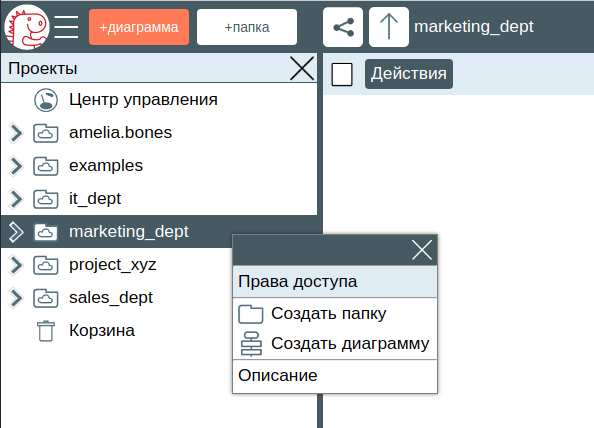 +диаграмма
+папка
marketing_dept
Проекты
Действия
Центр управления
amelia.bones
examples
it_dept
marketing_dept
project_xyz
sales_dept
Корзина
Права доступа
Создать папку
Создать диаграмму
Описание